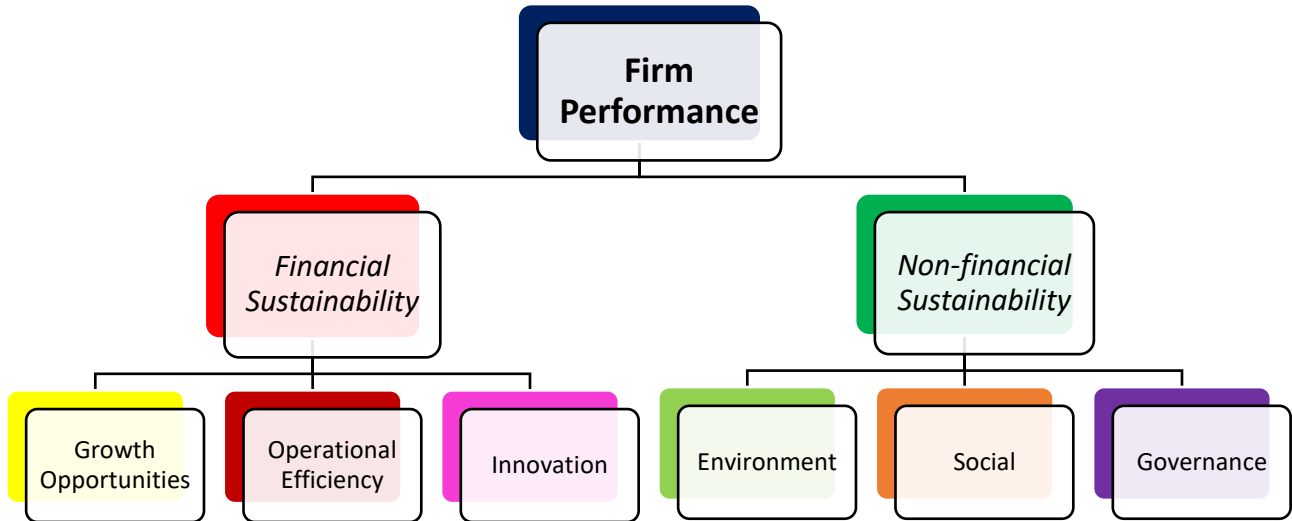 Firm
Performance
Financial
Sustainability
Non-financial
Sustainability
Growth
Opportunities
Operational
Efficiency
Innovation
Environment
Social
Governance